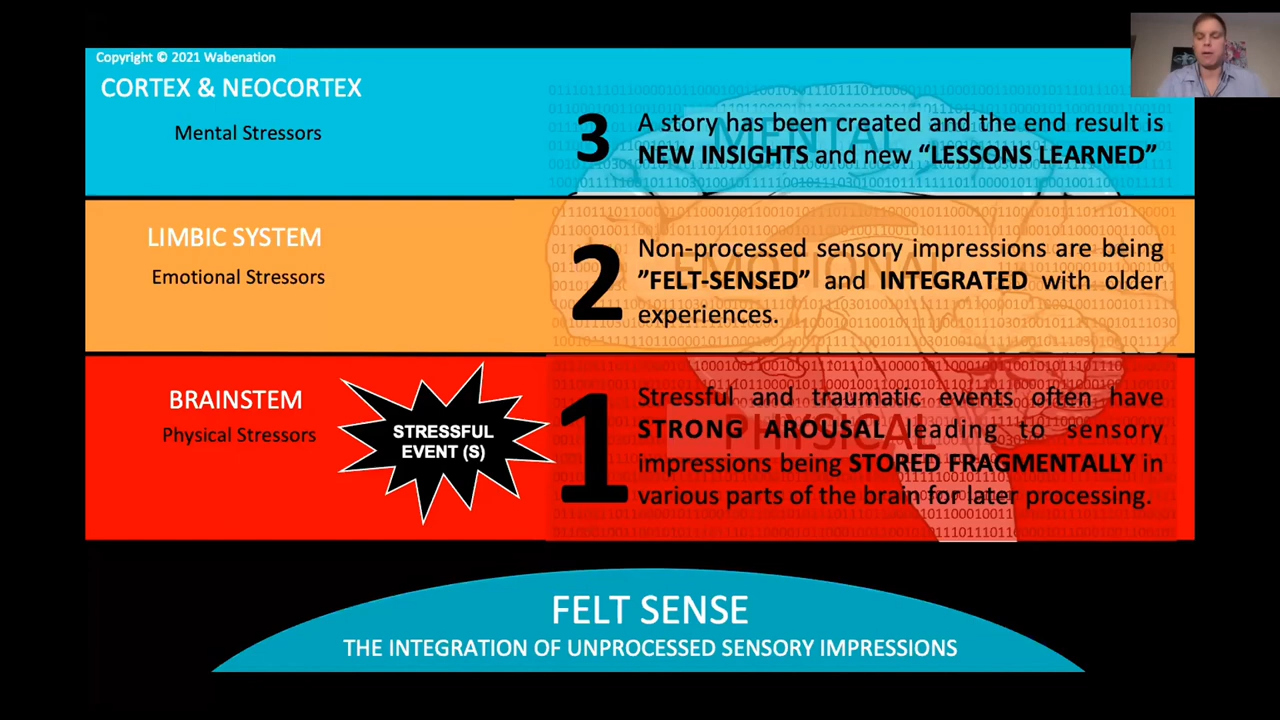 Copyright © 2021 Wabenation
CORTEX & NEOCORTEX
Mental Stressors
3
A story has been created and the end result is
NEW INSIGHTS and new “LESSONS LEARNED”
MENTAL
LIMBIC SYSTEM
Emotional Stressors
2
Non-processed sensory impressions are being
”FELT-SENSED” and INTEGRATED with older
experiences.
EMOTIONAL
BRAINSTEM
Physical Stressors
STRESSFUL
EVENT (S)
1
Stressful and traumatic events often have
STRONG AROUSAL leading to sensory
impressions being STORED FRAGMENTALLY in
various parts of the brain for later processing.
PHYSICAL
FELT SENSE
THE INTEGRATION OF UNPROCESSED SENSORY IMPRESSIONS